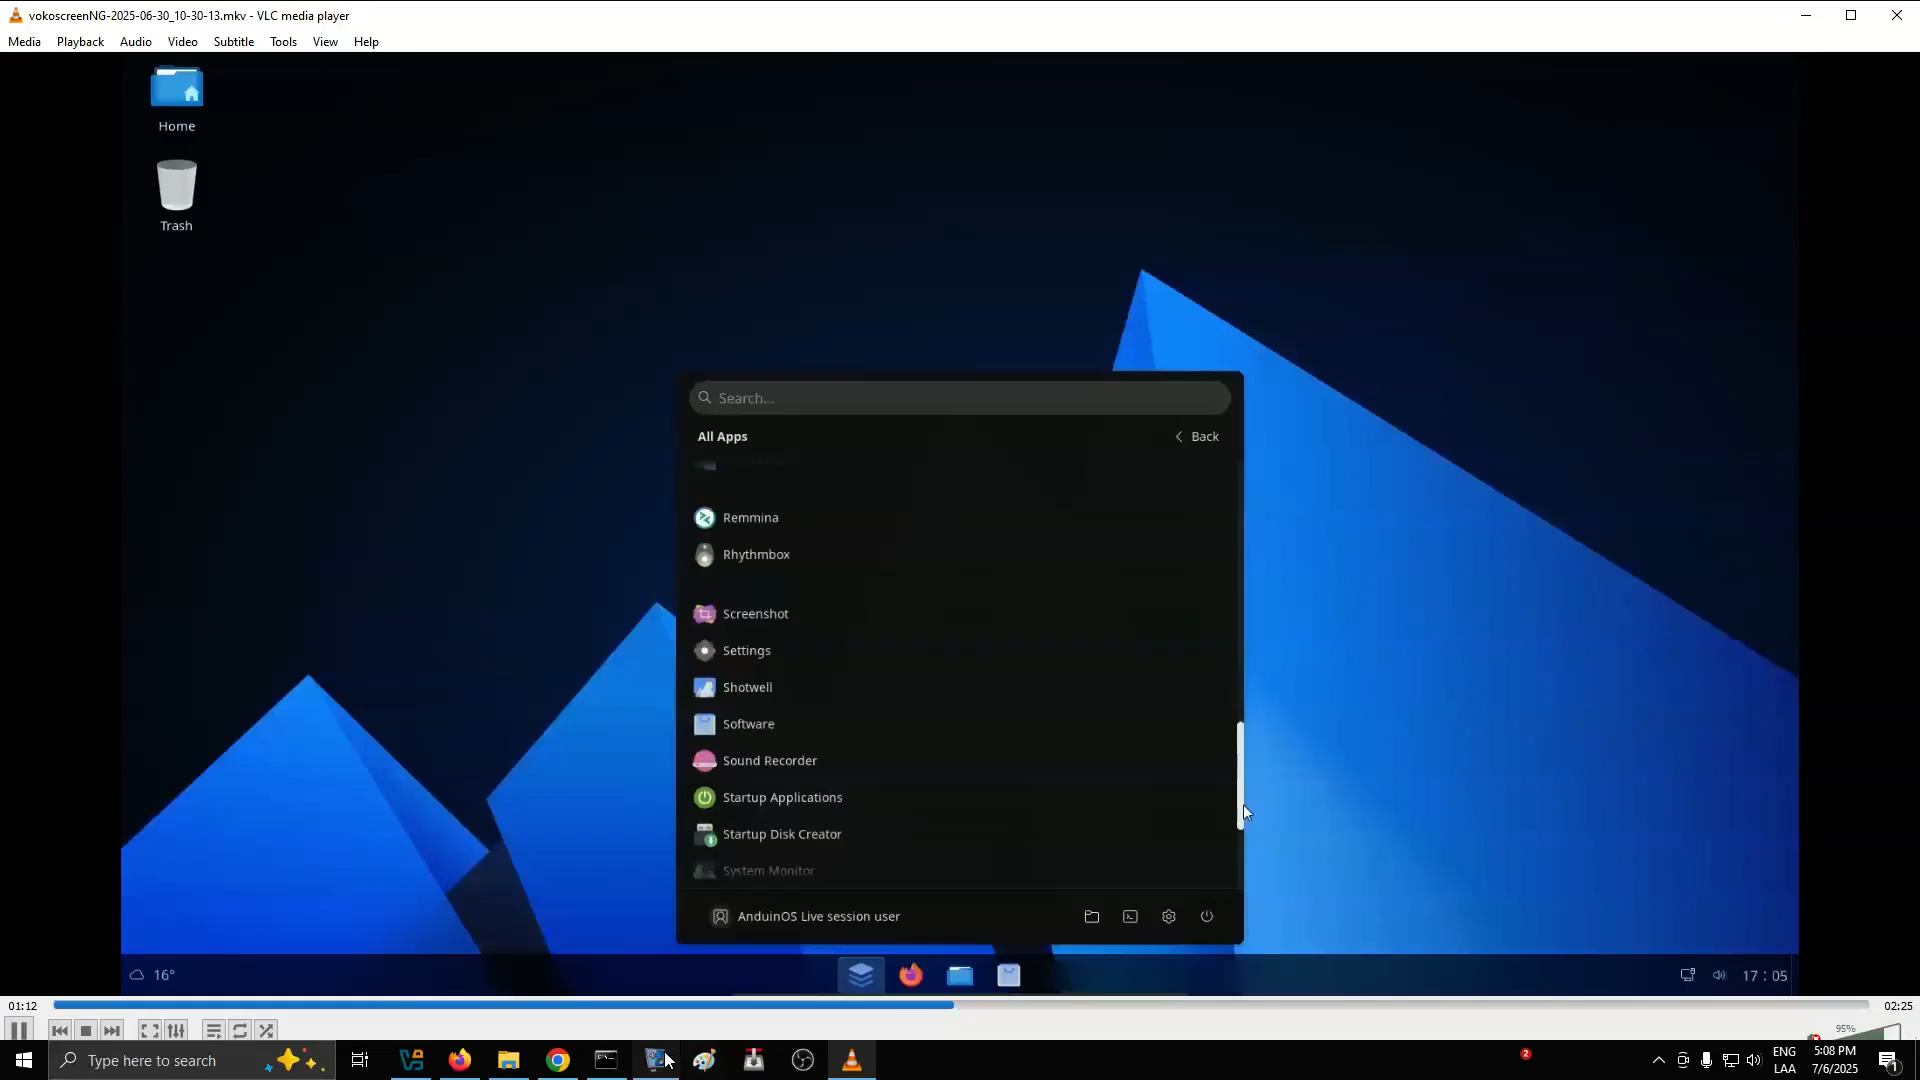 vokoscreenNG-2025-06-30_10-30-13.mkv - VLC media player
Media Playback Audio Video Subtitle Tools View Help
Home
Trash
Search...
All Apps
Back
Remmina
Rhythmbox
Screenshot
Settings
Shotwell
Software
Sound Recorder
Startup Applications
Startup Disk Creator
System Monitor
AnduinOS Live session user
16°
17 : 05
01:12
02:25
95%
Type here to search
2
ENG
LAA
5:08 PM
7/6/2025
1